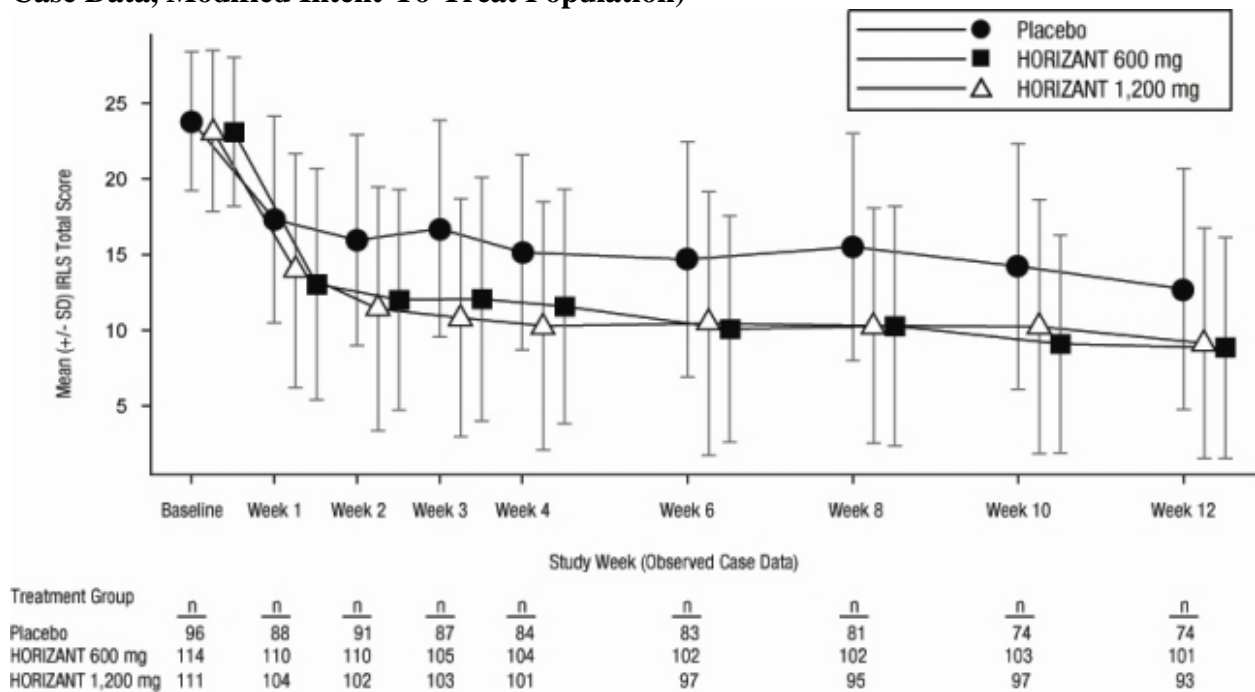 Case Data, Modified Intent-To-Treat Population)
Placebo
HORIZANT 600 mg
HORIZANT 1,200 mg
25
20
15
10
5
Mean (+/- SD) IRLS Total Score
Baseline Week 1 Week 2 Week 3 Week 4 Week 6 Week 8 Week 10 Week 12
Study Week (Observed Case Data)
Treatment Group n n n n n n n n n
Placebo 96 88 91 87 84 83 81 74 74
HORIZANT 600 mg 114 110 110 105 104 102 102 103 101
HORIZANT 1,200 mg 111 104 102 103 101 97 95 97 93